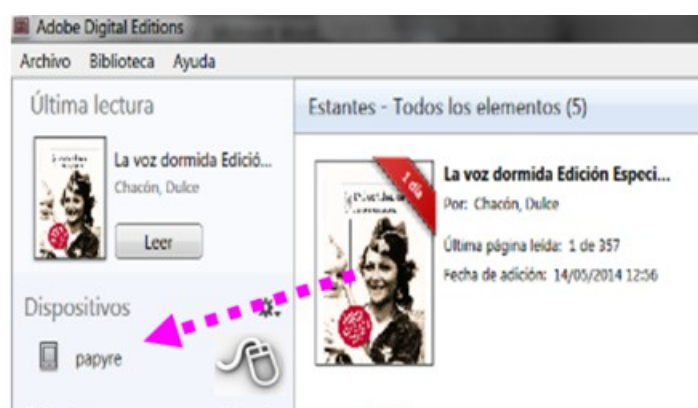 Adobe Digital Editions
Archivo Biblioteca Ayuda
Última lectura
La voz dormida Edició...
Chacón, Dulce
Leer
Dispositivos
papyre
Estantes - Todos los elementos (5)
1 día
La voz dormida Edición Especi...
Por: Chacón, Dulce
Última página leída: 1 de 357
Fecha de adición: 14/05/2014 12:56